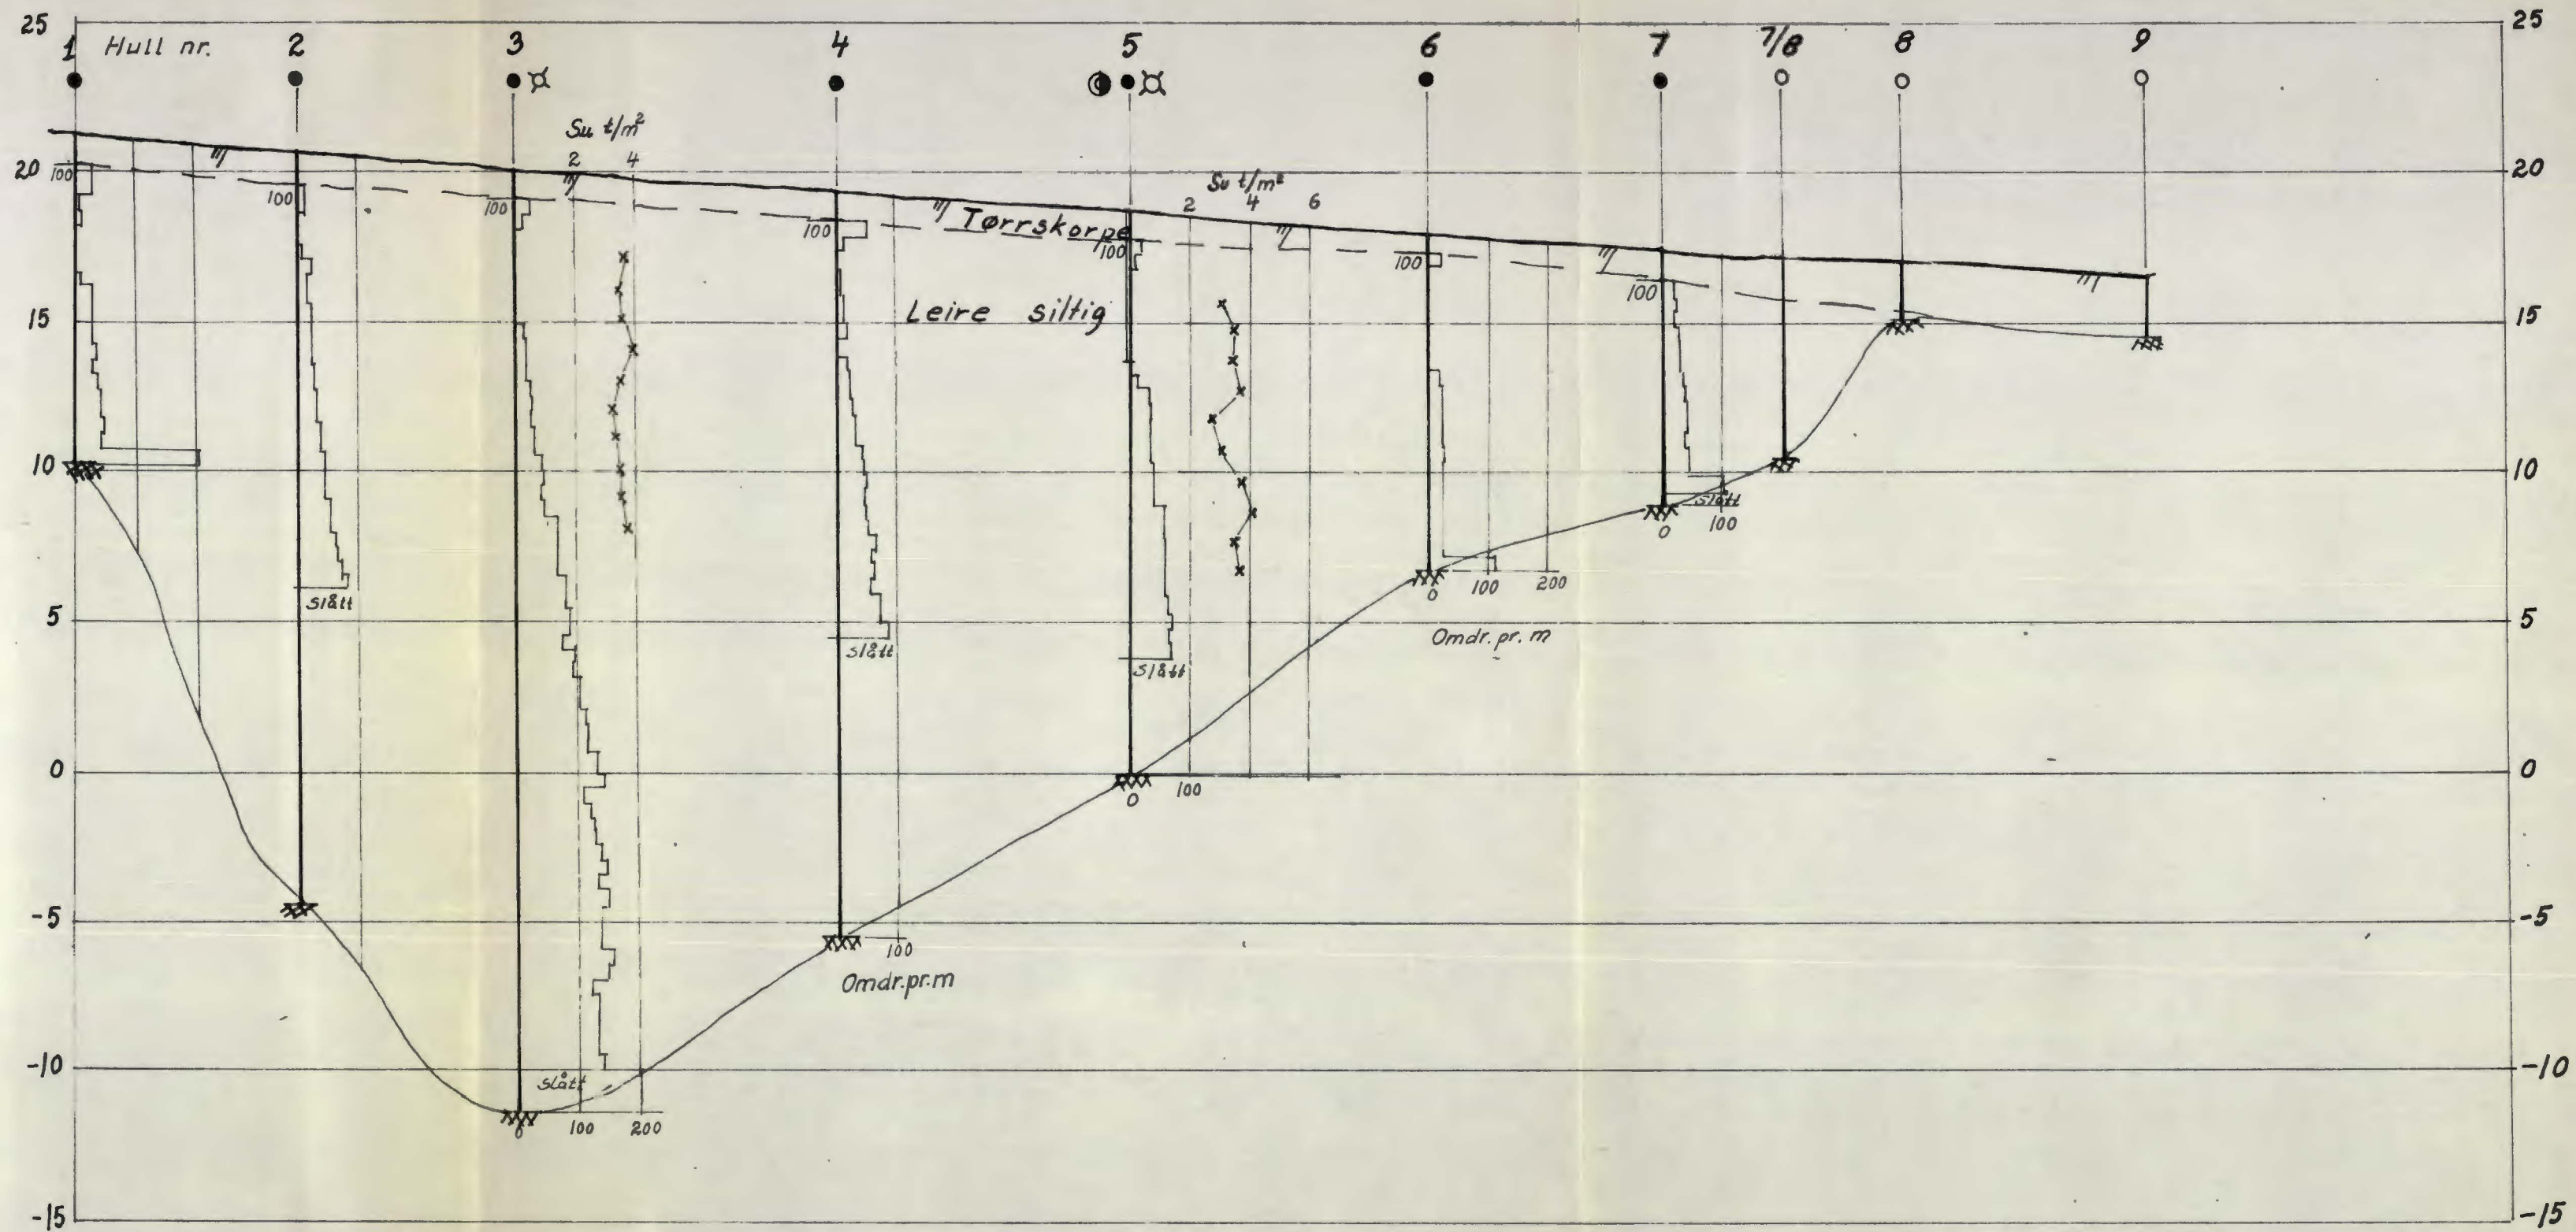 25 25
1 Hull nr. 2 3 4 5 6 7 7/8 8 9
Su t/m²
2 4
20 20
100 100 100 100 100 100 100
Su t/m²
2 4 6
Tørrskorpe
15 15
Leire siltig
10 10
slått
0 100
slått
0 100 200
5 5
Omdr. pr. m
slått
slått
0 0
0 100
-5 -5
100
Omdr. pr. m
-10 -10
slått
0 100 200
-15 -15